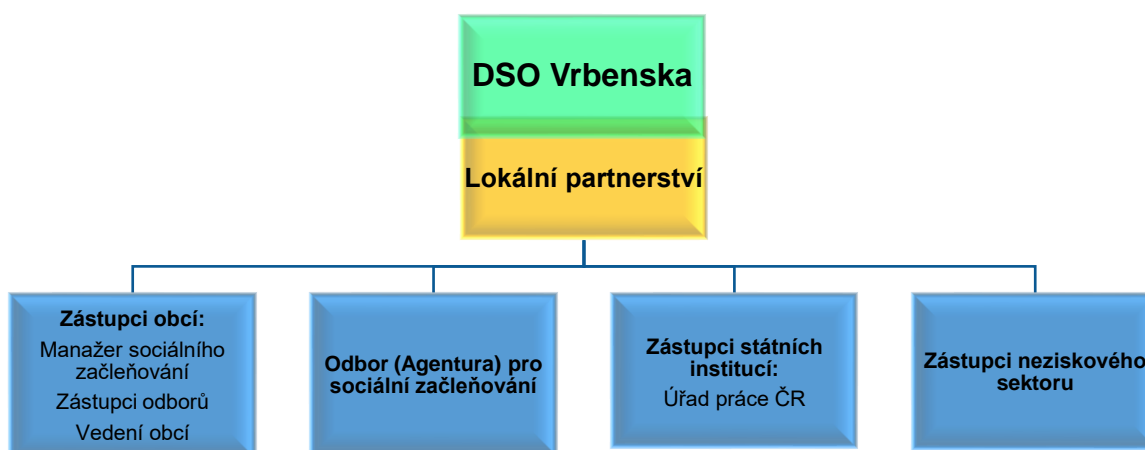 DSO Vrbenska
Lokální partnerství
Zástupci obcí:
Manažer sociálního
začleňování
Zástupci odborů
Vedení obcí
Odbor (Agentura) pro
sociální začleňování
Zástupci státních
institucí:
Úřad práce ČR
Zástupci neziskového
sektoru